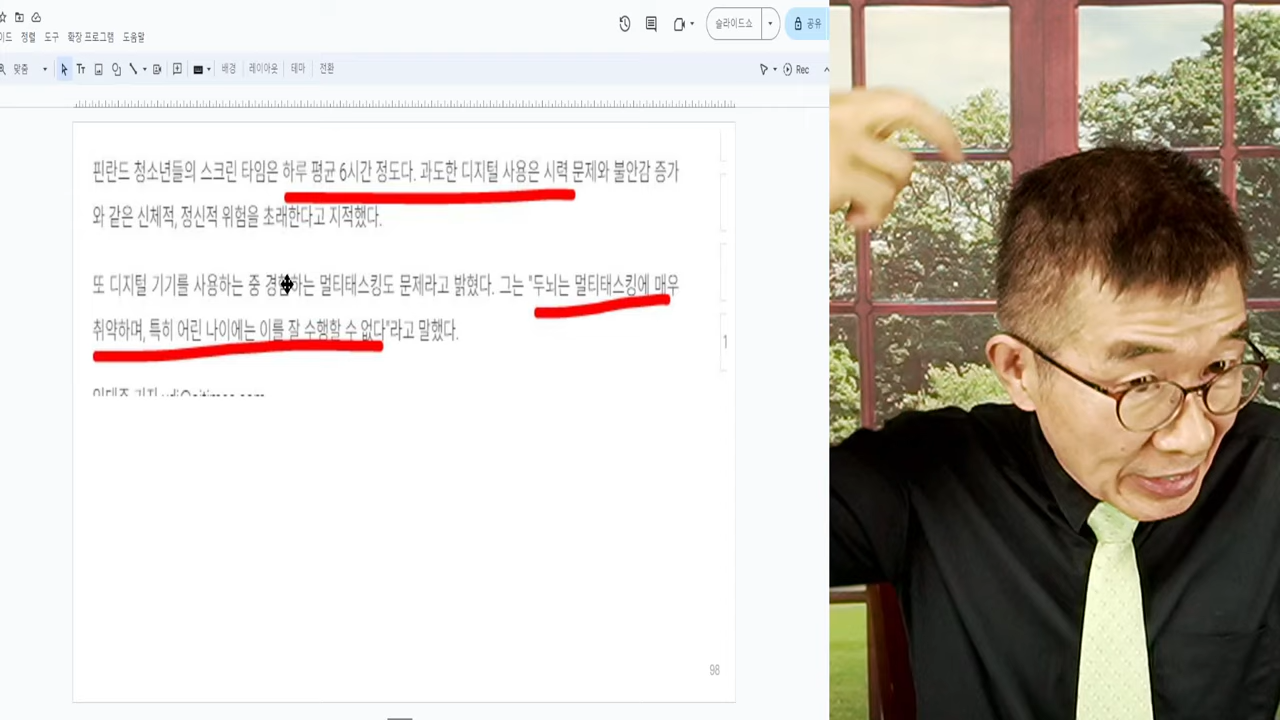 정렬 도구 확장 프로그램 도움말
슬라이드쇼 공유
맞춤 Tr 배경 레이아웃 테마 전환 Rec
핀란드 청소년들의 스크린 타임은 하루 평균 6시간 정도다. 과도한 디지털 사용은 시력 문제와 불안감 증가
와 같은 신체적, 정신적 위험을 초래한다고 지적했다.
또 디지털 기기를 사용하는 중 경험하는 멀티태스킹도 문제라고 밝혔다. 그는 "두뇌는 멀티태스킹에 매우
취약하며, 특히 어린 나이에는 이를 잘 수행할 수 없다"라고 말했다.
1
98